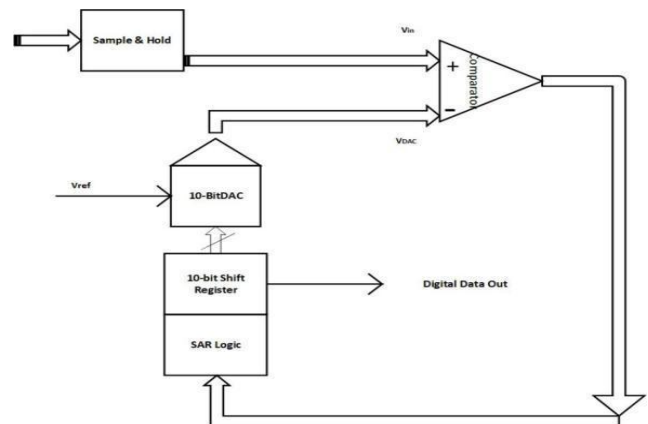 Sample & Hold
Vin
+
Comparator
-
VDAC
Vref
10-BitDAC
10-bit Shift
Register
Digital Data Out
SAR Logic